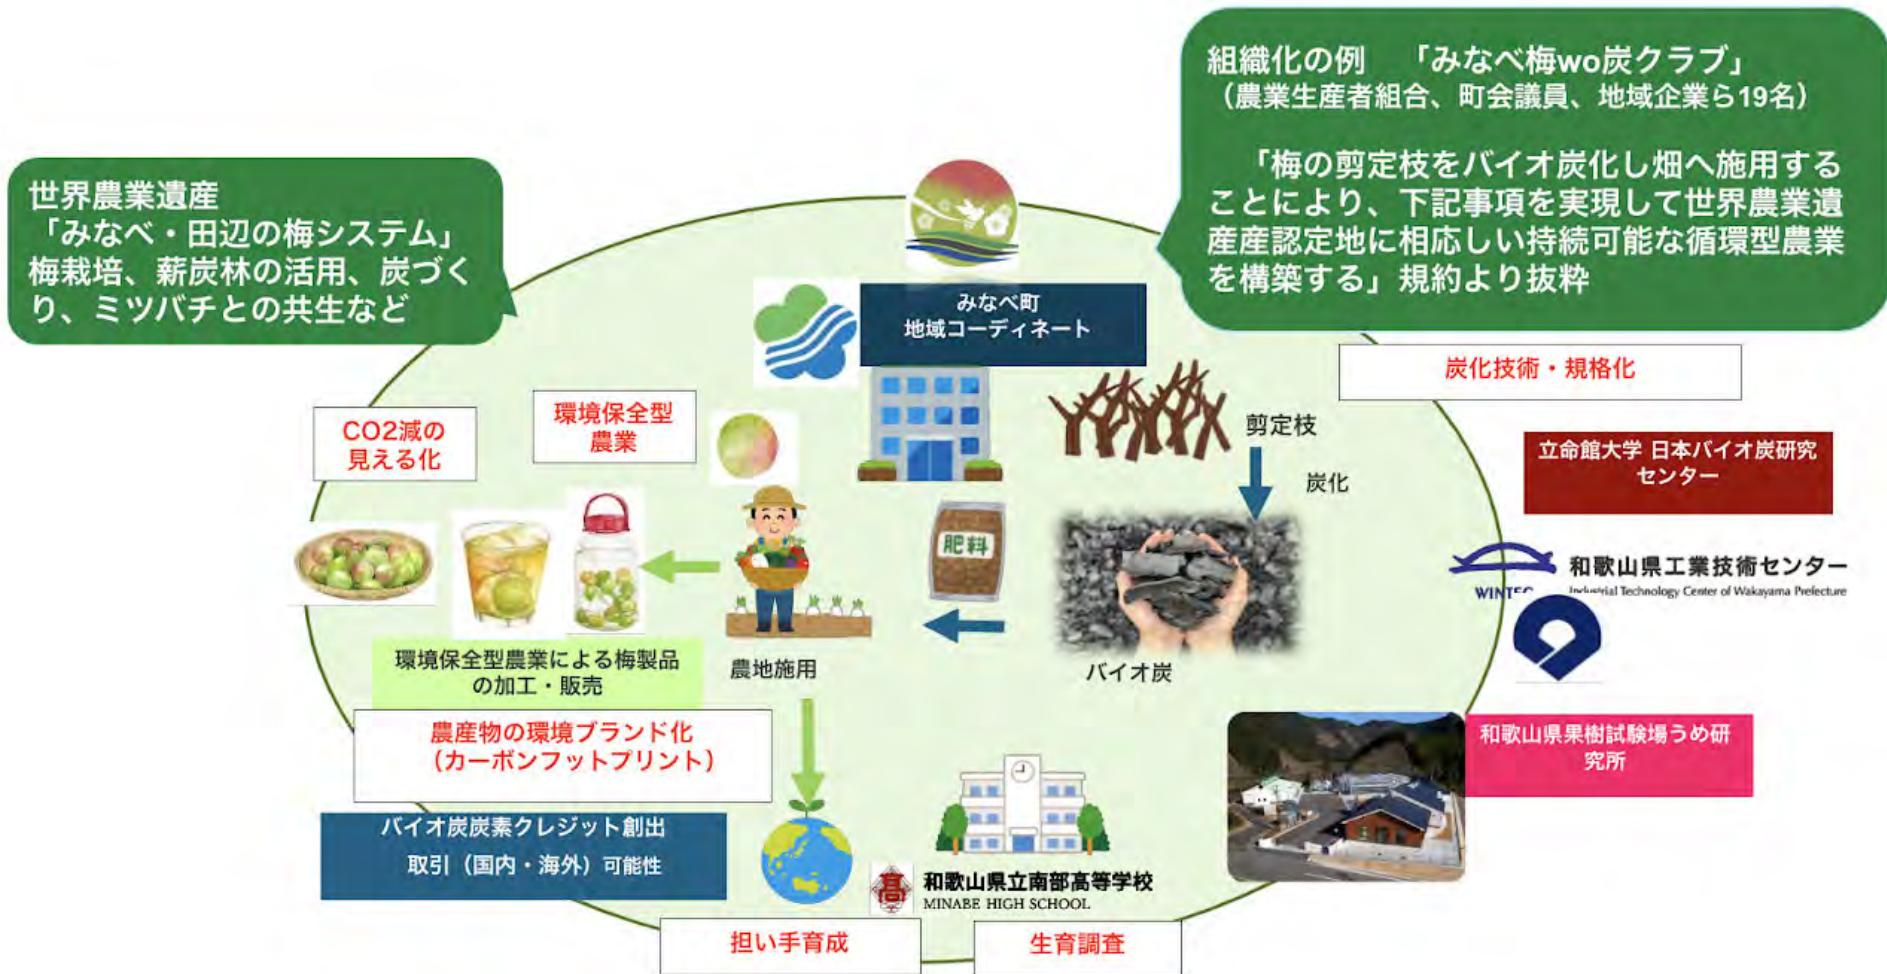 組織化の例 「みなべ梅wo炭クラブ」
（農業生産者組合、町会議員、地域企業ら19名）
「梅の剪定枝をバイオ炭化し畑へ施用する
ことにより、下記事項を実現して世界農業遺
産産認定地に相応しい持続可能な循環型農業
を構築する」規約より抜粋
世界農業遺産
「みなべ・田辺の梅システム」
梅栽培、薪炭林の活用、炭づく
り、ミツバチとの共生など
みなべ町
地域コーディネート
炭化技術・規格化
CO2減の
見える化
環境保全型
農業
剪定枝
炭化
立命館大学 日本バイオ炭研究
センター
肥料
和歌山県工業技術センター
WINTEC Industrial Technology Center of Wakayama Prefecture
環境保全型農業による梅製品
の加工・販売
農地施用
バイオ炭
農産物の環境ブランド化
（カーボンフットプリント）
和歌山県果樹試験場うめ研
究所
バイオ炭炭素クレジット創出
取引（国内・海外）可能性
高
和歌山県立南部高等学校
MINABE HIGH SCHOOL
担い手育成
生育調査